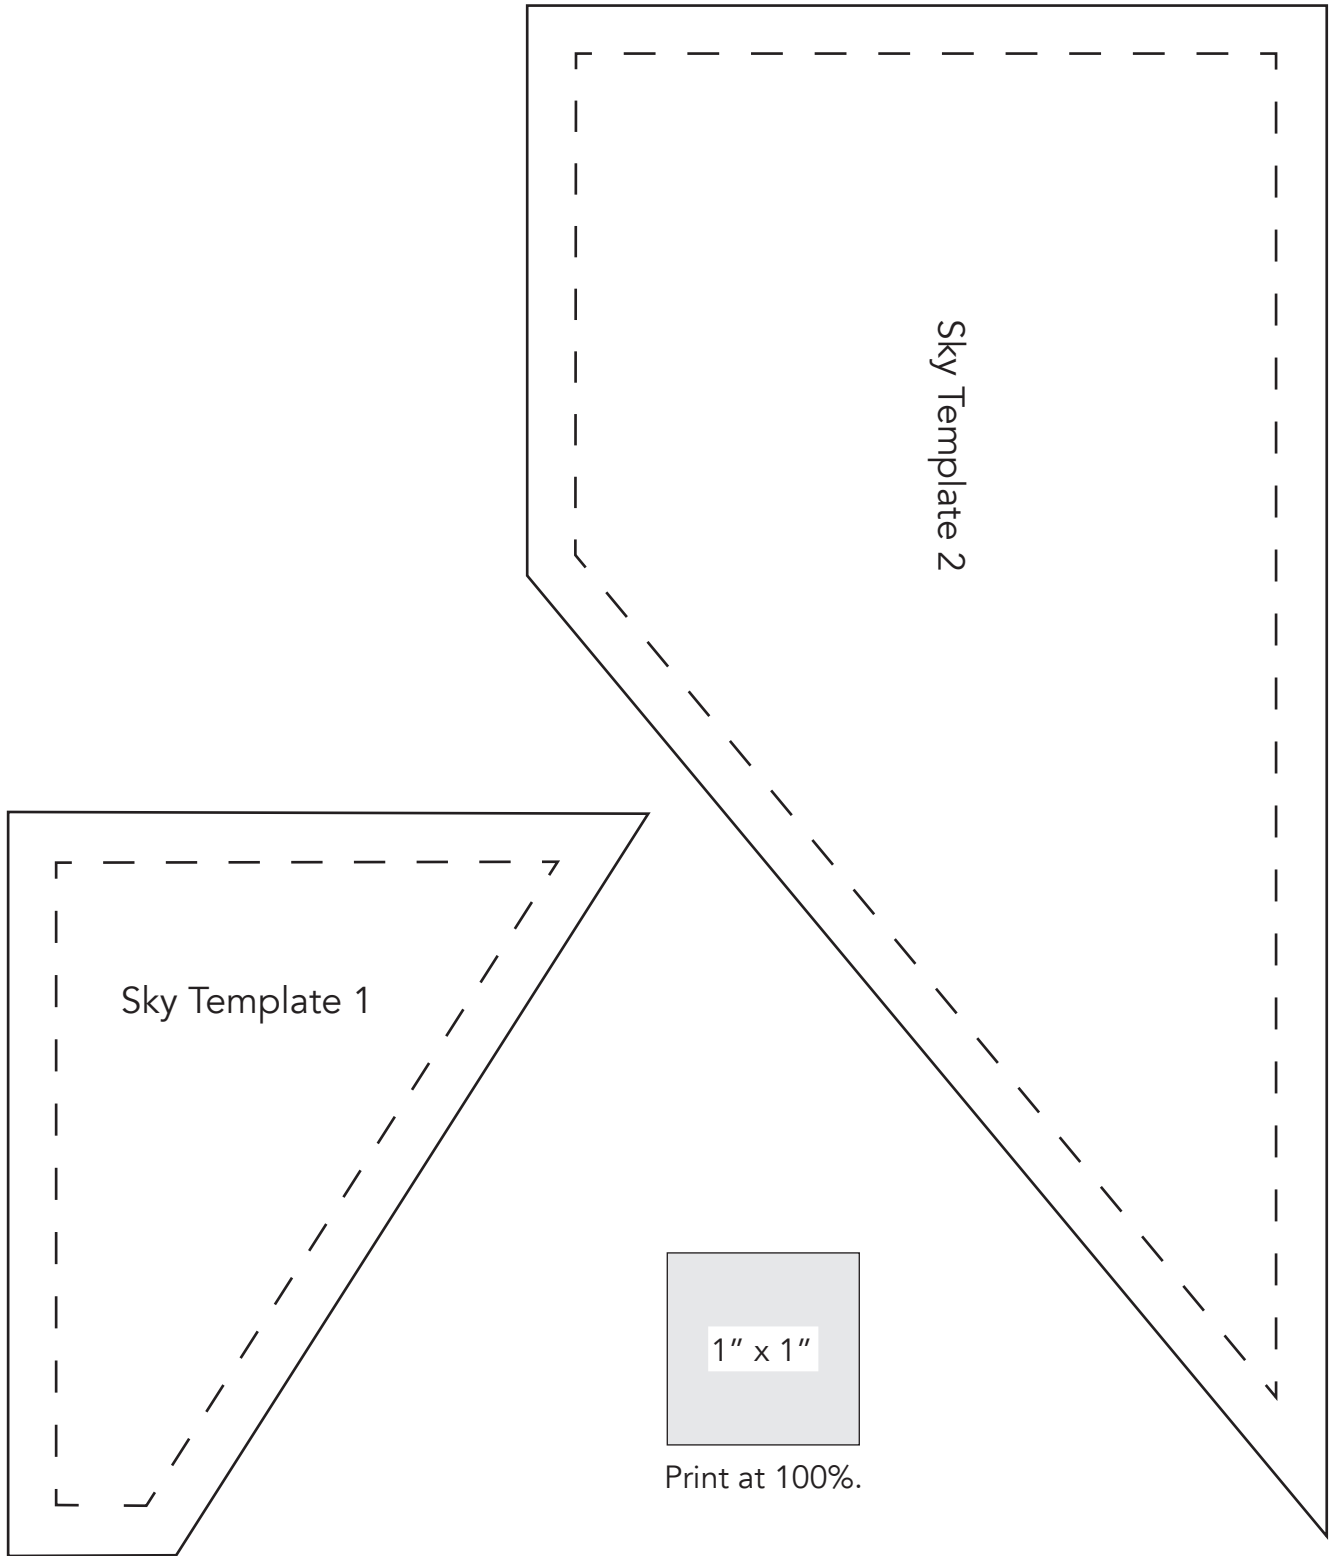 Sky Template 2
Sky Template 1
1” x 1”
Print at 100%.